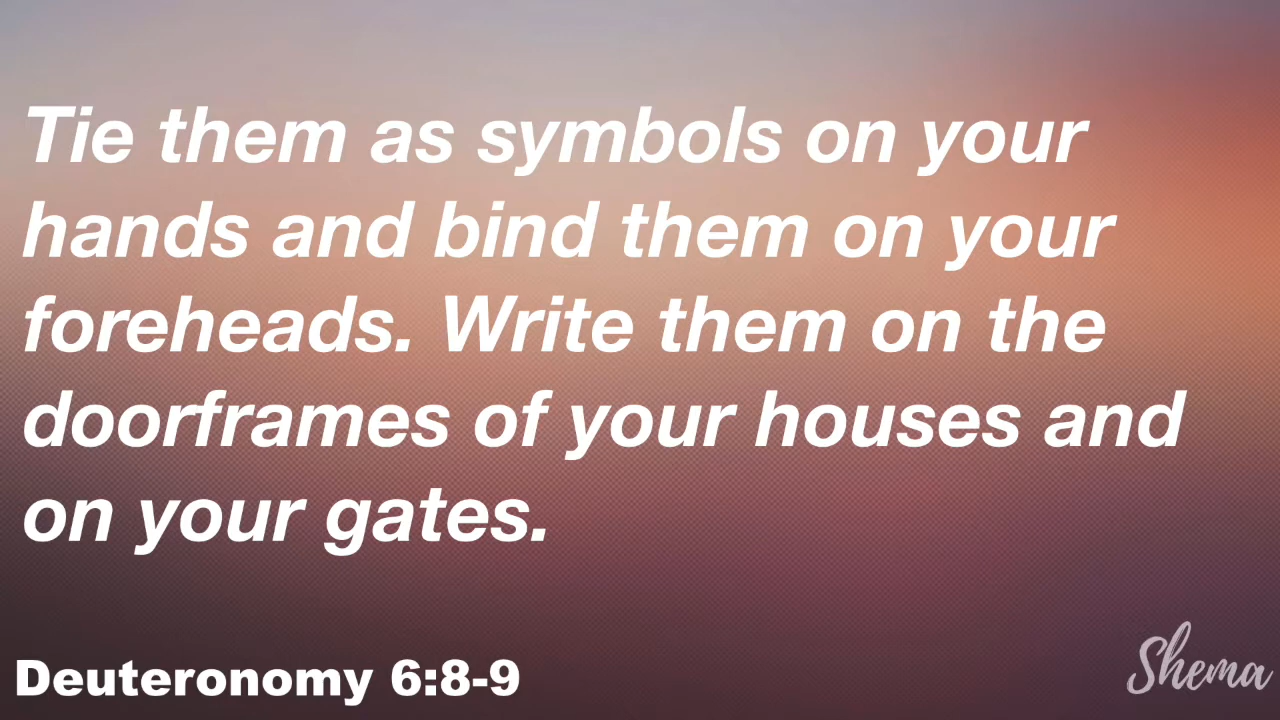 Tie them as symbols on your
hands and bind them on your
foreheads. Write them on the
doorframes of your houses and
on your gates.
Deuteronomy 6:8-9
Shema